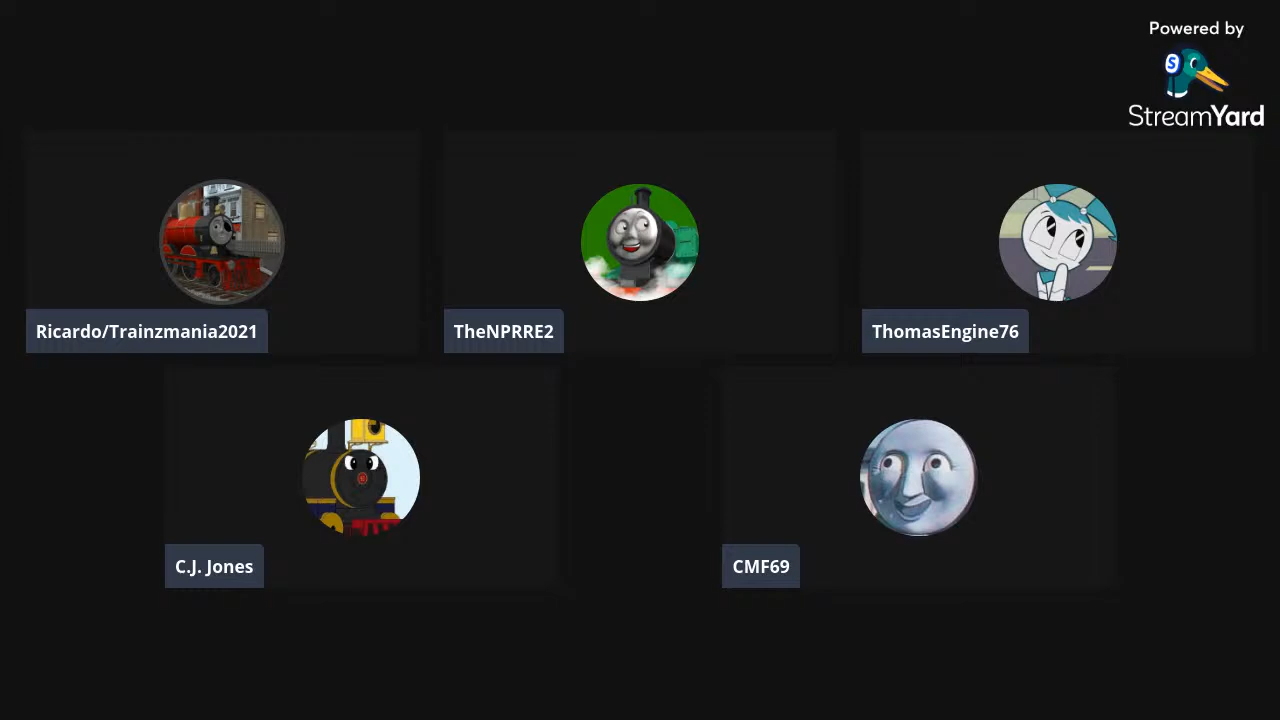 Powered by
S
StreamYard
Ricardo/Trainzmania2021
TheNPRRE2
ThomasEngine76
C.J. Jones
CMF69